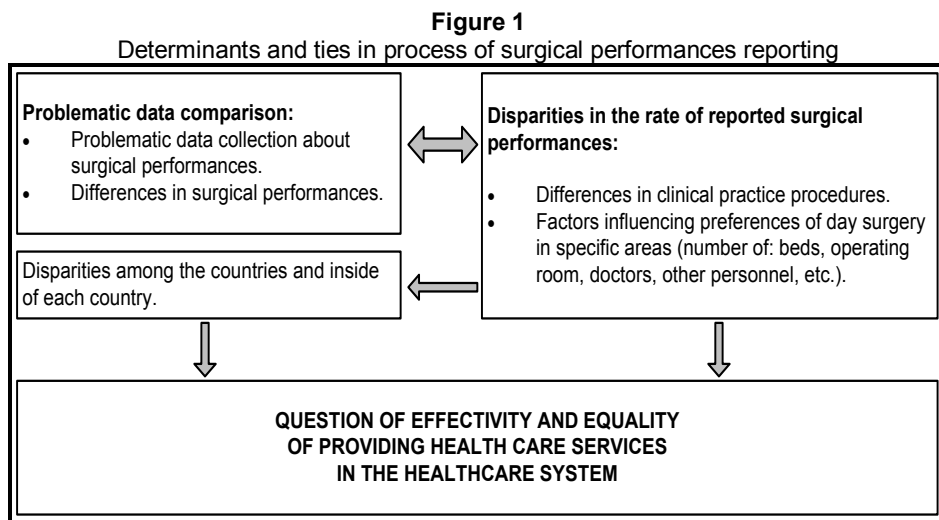 Figure 1
Determinants and ties in process of surgical performances reporting
Problematic data comparison:
• Problematic data collection about
surgical performances.
• Differences in surgical performances.
Disparities in the rate of reported surgical
performances:
• Differences in clinical practice procedures.
• Factors influencing preferences of day surgery
in specific areas (number of: beds, operating
room, doctors, other personnel, etc.).
Disparities among the countries and inside
of each country.
QUESTION OF EFFECTIVITY AND EQUALITY
OF PROVIDING HEALTH CARE SERVICES
IN THE HEALTHCARE SYSTEM